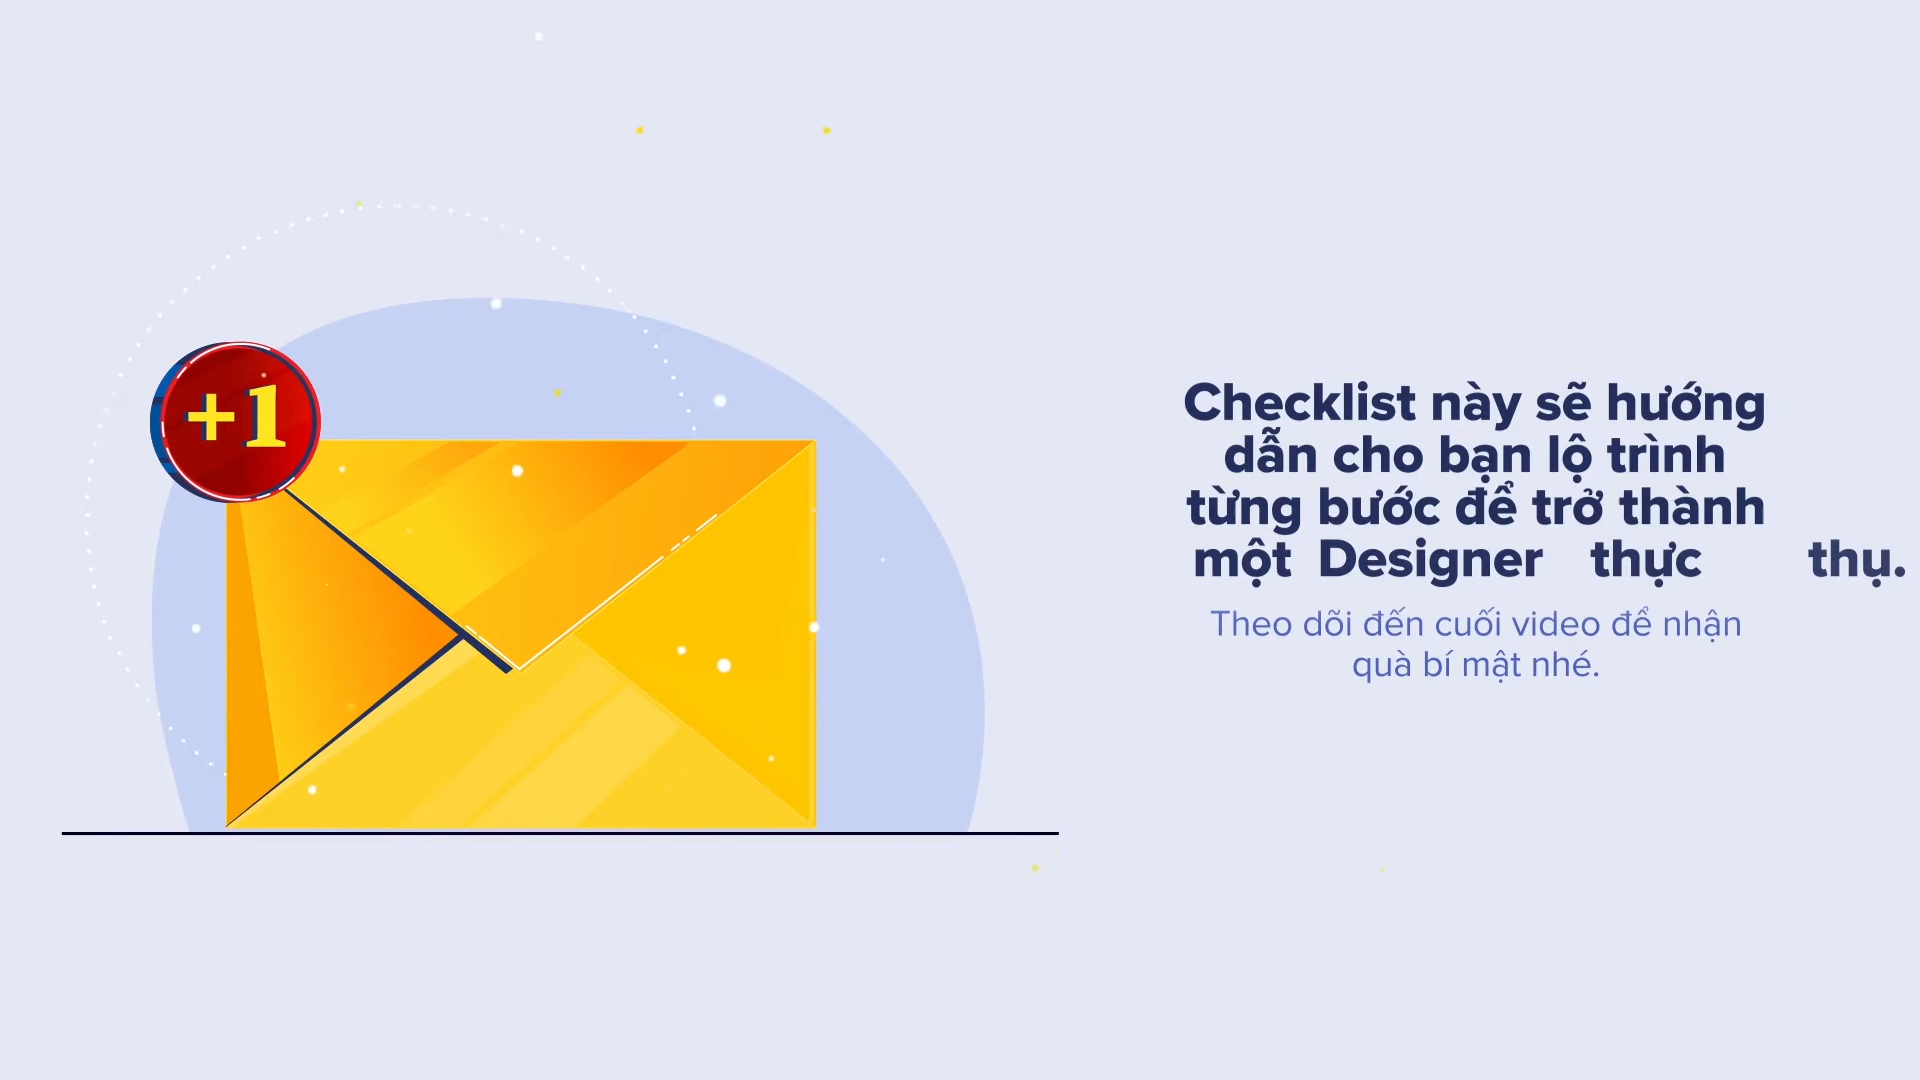 +1
Checklist này sẽ hướng
dẫn cho bạn lộ trình
từng bước để trở thành
một Designer thực thụ.
Theo dõi đến cuối video để nhận
quà bí mật nhé.